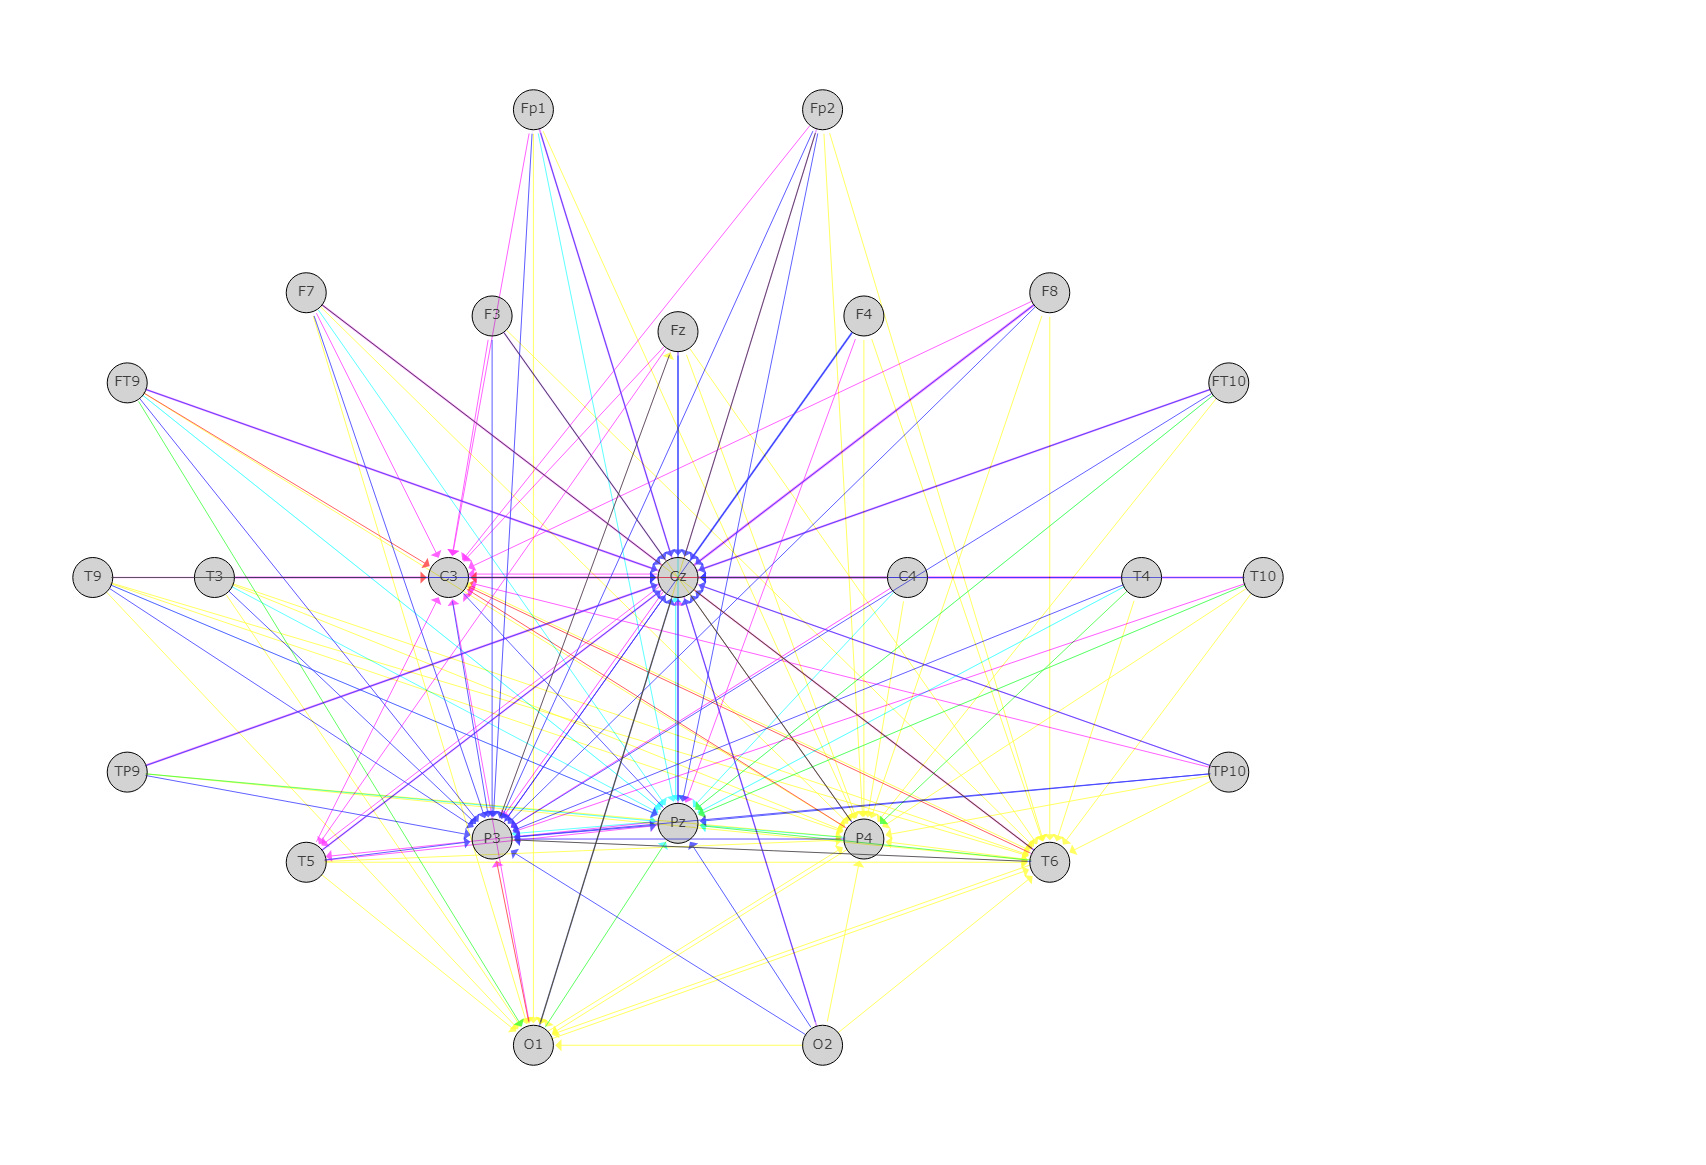 Fp1 Fp2
F7 F3 Fz F4 F8
FT9 FT10
T9 T3 C3 Cz C4 T4 T10
TP9 TP10
T5 P3 Pz P4 T6
O1 O2